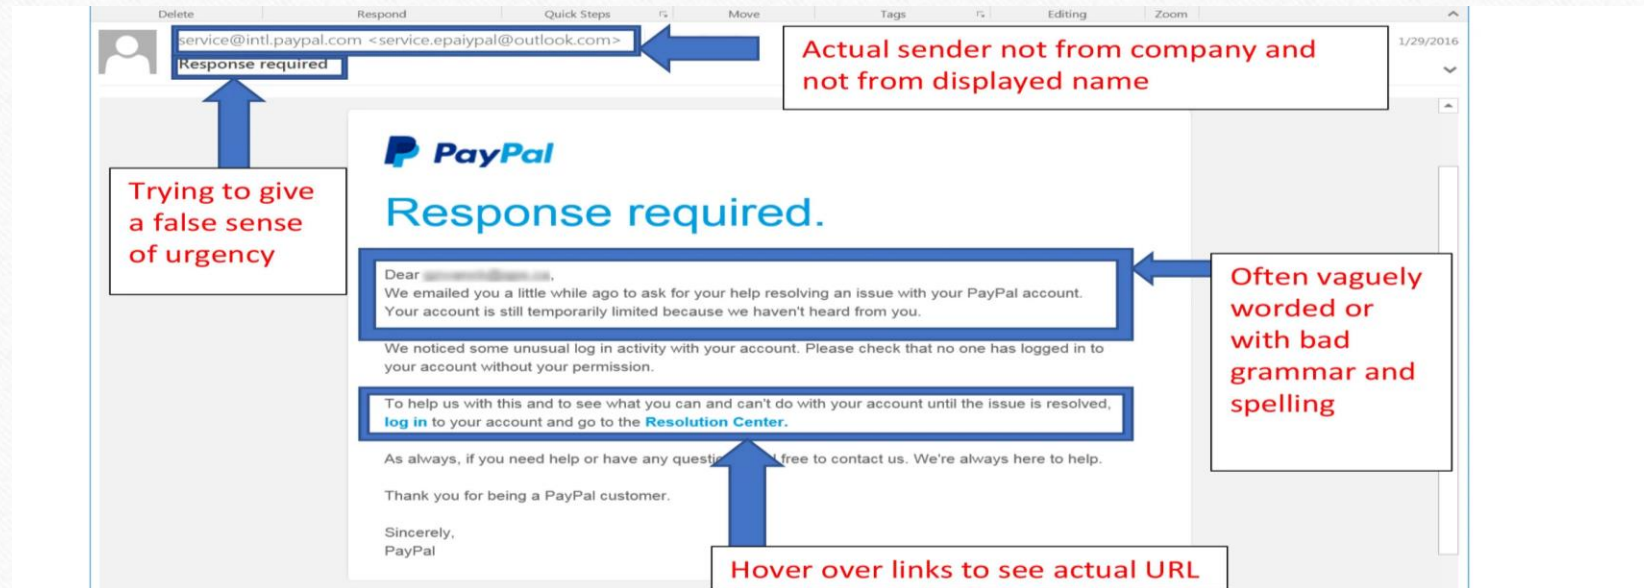 Delete Respond Quick Steps Move Tags Editing Zoom
service@intl.paypal.com <service.epaiypal@outlook.com>
1/29/2016
Response required
Actual sender not from company and
not from displayed name
PayPal
Trying to give
a false sense
of urgency
Response required.
Dear
We emailed you a little while ago to ask for your help resolving an issue with your PayPal account.
Your account is still temporarily limited because we haven't heard from you.
Often vaguely
worded or
with bad
grammar and
spelling
We noticed some unusual log in activity with your account. Please check that no one has logged in to
your account without your permission.
To help us with this and to see what you can and can't do with your account until the issue is resolved,
log in to your account and go to the Resolution Center.
As always, if you need help or have any free to contact us. We're always here to help.
Thank you for being a PayPal customer.
Sincerely,
PayPal
Hover over links to see actual URL